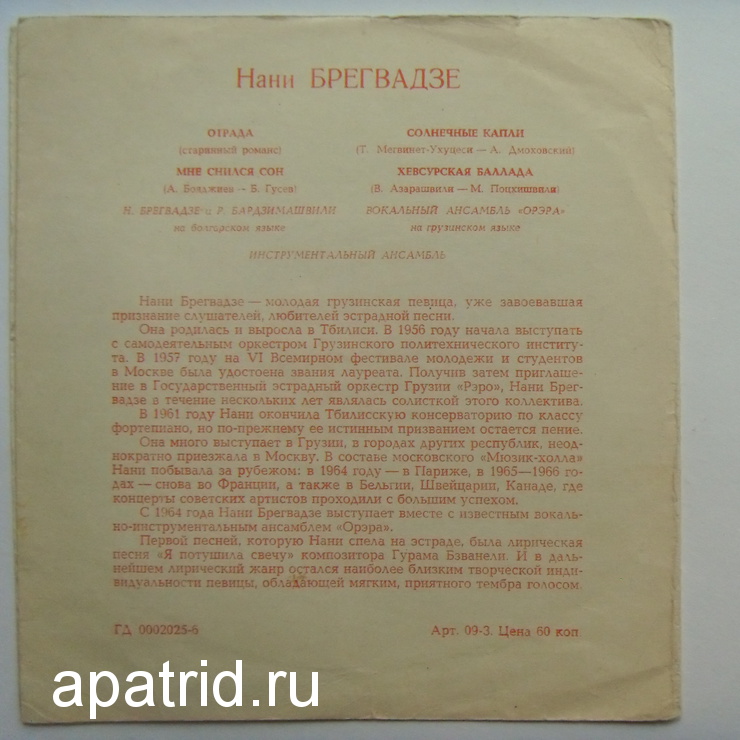 Нани БРЕГВАДЗЕ
ОТРАДА
(старинный романс)
МНЕ СНИЛСЯ СОН
(А. Бояджиев — Б. Гусев)
Н. БРЕГВАДЗЕ и Р. БАРДЗИМАШВИЛИ
на болгарском языке
СОЛНЕЧНЫЕ КАПЛИ
(Т. Мегвинет-Ухуцеси — А. Дмоховский)
ХЕВСУРСКАЯ БАЛЛАДА
(В. Азарашвили — М. Поцхишвили)
ВОКАЛЬНЫЙ АНСАМБЛЬ «ОРЭРА»
на грузинском языке
ИНСТРУМЕНТАЛЬНЫЙ АНСАМБЛЬ
Нани Брегвадзе — молодая грузинская певица, уже завоевавшая
признание слушателей, любителей эстрадной песни.
Она родилась и выросла в Тбилиси. В 1956 году начала выступать
с самодеятельным оркестром Грузинского политехнического институ-
та. В 1957 году на VI Всемирном фестивале молодежи и студентов
в Москве была удостоена звания лауреата. Получив затем приглаше-
ние в Государственный эстрадный оркестр Грузии «Рэро», Нани Брег-
вадзе в течение нескольких лет являлась солисткой этого коллектива.
В 1961 году Нани окончила Тбилисскую консерваторию по классу
фортепиано, но по-прежнему ее истинным призванием остается пение.
Она много выступает в Грузии, в городах других республик, неод-
нократно приезжала в Москву. В составе московского «Мюзик-холла»
Нани побывала за рубежом: в 1964 году — в Париже, в 1965—1966 го-
дах — снова во Франции, а также в Бельгии, Швейцарии, Канаде, где
концерты советских артистов проходили с большим успехом.
С 1964 года Нани Брегвадзе выступает вместе с известным вокаль-
но-инструментальным ансамблем «Орэра».
Первой песней, которую Нани спела на эстраде, была лирическая
песня «Я потушила свечу» композитора Гурама Бзванели. И в даль-
нейшем лирический жанр остался наиболее близким творческой инди-
видуальности певицы, обладающей мягким, приятного тембра голосом.
ГД 0002025-6
Арт. 09-3. Цена 60 коп
apatrid.ru